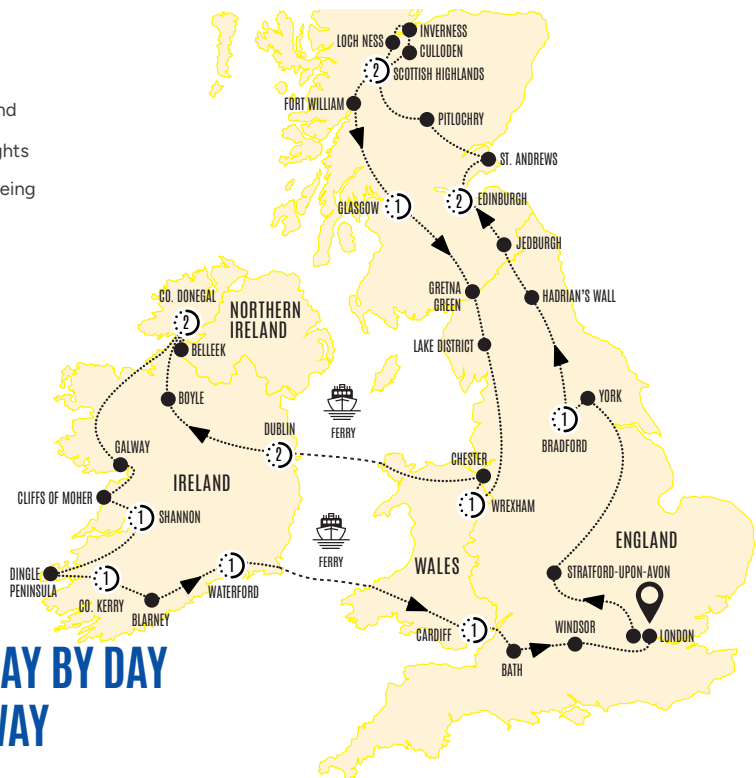 nd
ghts
eing
INVERNESS
LOCH NESS
CULLODEN
2
SCOTTISH HIGHLANDS
FORT WILLIAM
PITLOCHRY
ST. ANDREWS
GLASGOW
1
2
EDINBURGH
JEDBURGH
GRETNA
GREEN
HADRIAN'S WALL
CO. DONEGAL
2
NORTHERN
IRELAND
BELLEEK
LAKE DISTRICT
BOYLE
YORK
1
BRADFORD
DUBLIN
2
FERRY
GALWAY
CHESTER
IRELAND
CLIFFS OF MOHER
1
SHANNON
1
WREXHAM
ENGLAND
FERRY
WALES
DINGLE
PENINSULA
1
CO. KERRY
BLARNEY
1
WATERFORD
STRATFORD-UPON-AVON
CARDIFF
1
WINDSOR
LONDON
BATH
AY BY DAY
WAY